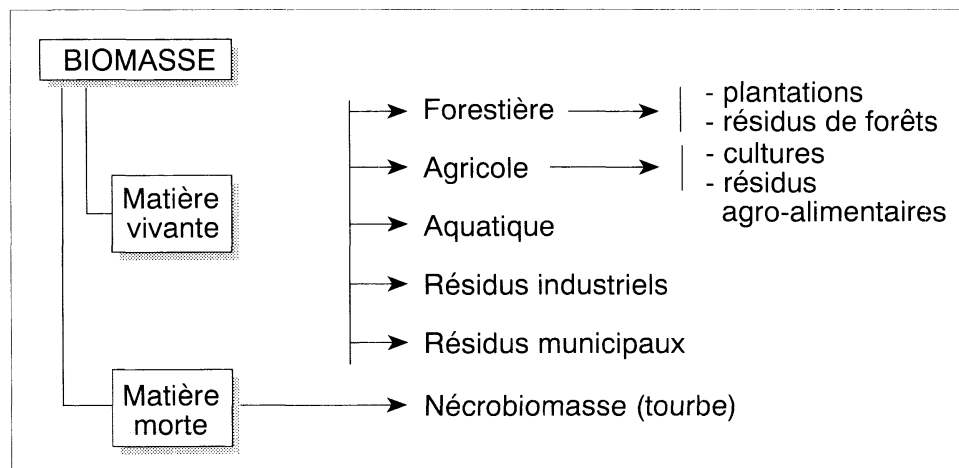 BIOMASSE
Forestière
- plantations
- résidus de forêts
Agricole
- cultures
- résidus
agro-alimentaires
Matière
vivante
Aquatique
Résidus industriels
Résidus municipaux
Matière
morte
Nécrobiomasse (tourbe)